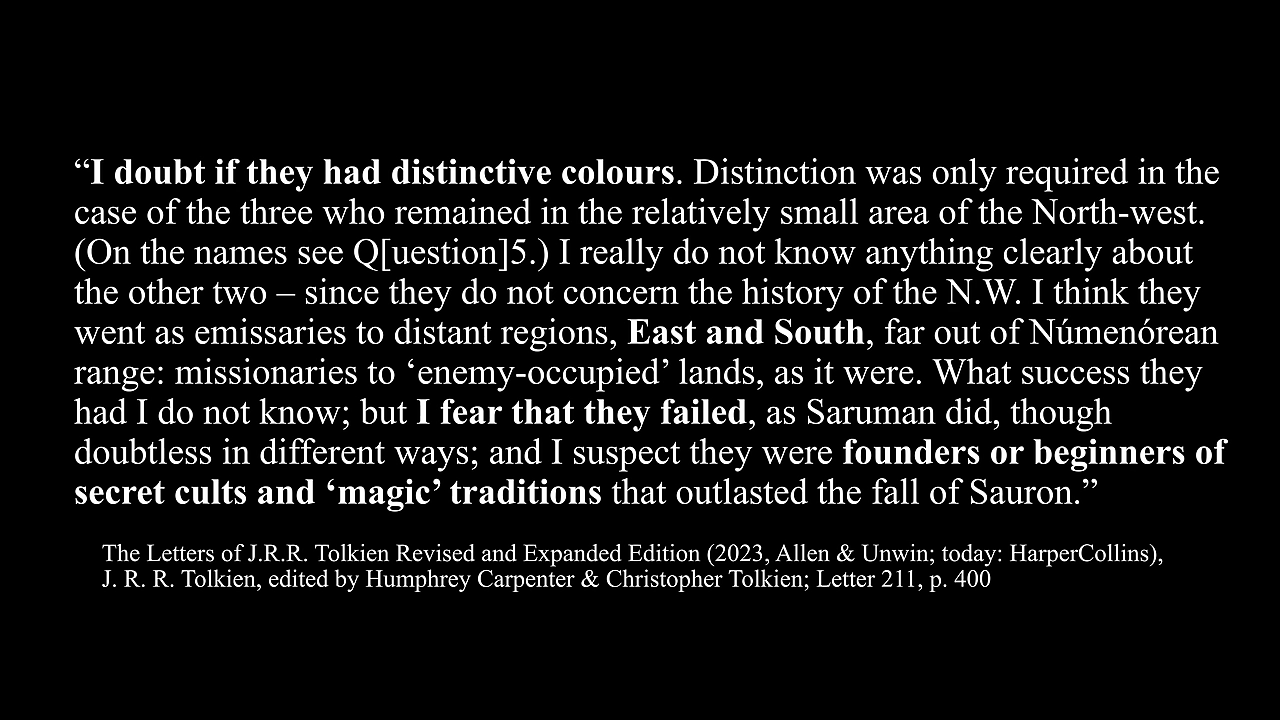 “I doubt if they had distinctive colours. Distinction was only required in the
case of the three who remained in the relatively small area of the North-west.
(On the names see Q[uestion]5.) I really do not know anything clearly about
the other two – since they do not concern the history of the N.W. I think they
went as emissaries to distant regions, East and South, far out of Númenórean
range: missionaries to ‘enemy-occupied’ lands, as it were. What success they
had I do not know; but I fear that they failed, as Saruman did, though
doubtless in different ways; and I suspect they were founders or beginners of
secret cults and ‘magic’ traditions that outlasted the fall of Sauron.”
The Letters of J.R.R. Tolkien Revised and Expanded Edition (2023, Allen & Unwin; today: HarperCollins),
J. R. R. Tolkien, edited by Humphrey Carpenter & Christopher Tolkien; Letter 211, p. 400